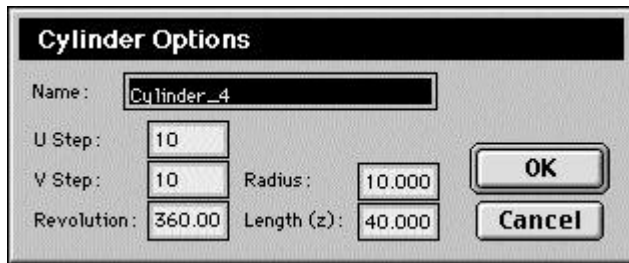 Cylinder Options
Name: Cylinder_4
U Step: 10
V Step: 10 Radius: 10.000 OK
Revolution: 360.00 Length (z): 40.000 Cancel